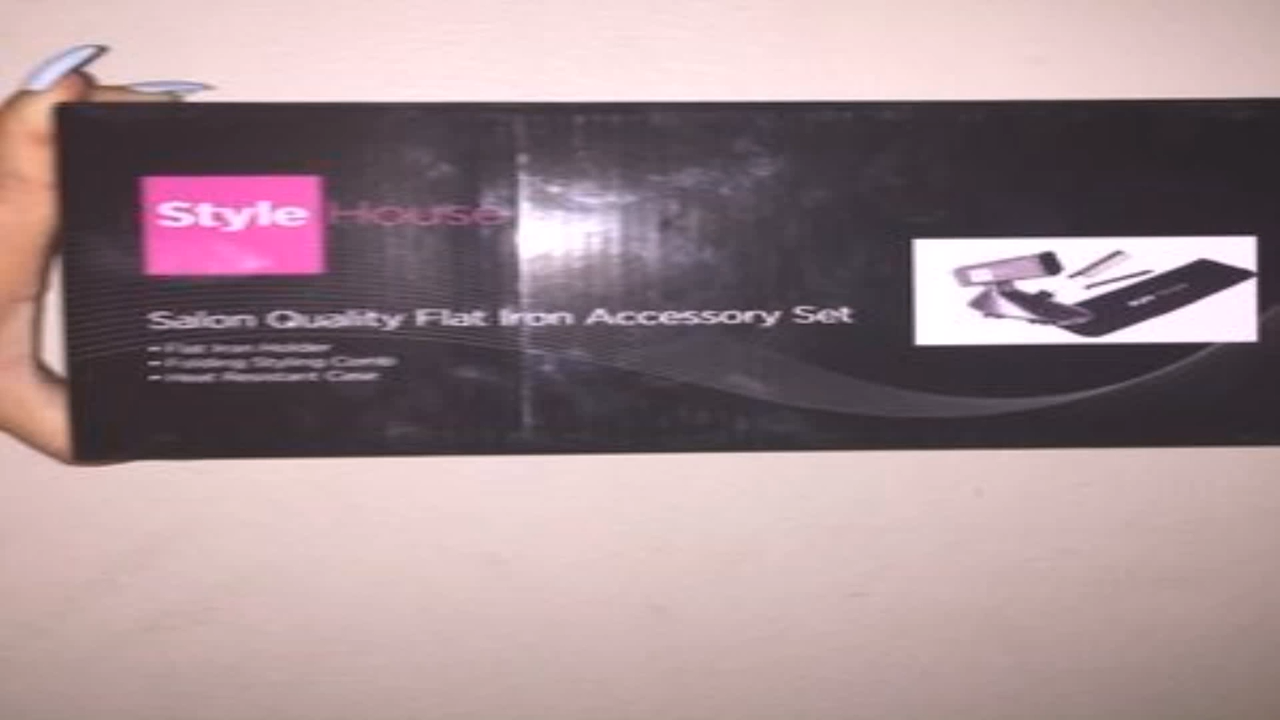 Style House
Salon Quality Flat Iron Accessory Set
• Flat Iron Holder
• Folding Styling Comb
• Heat Resistant Case